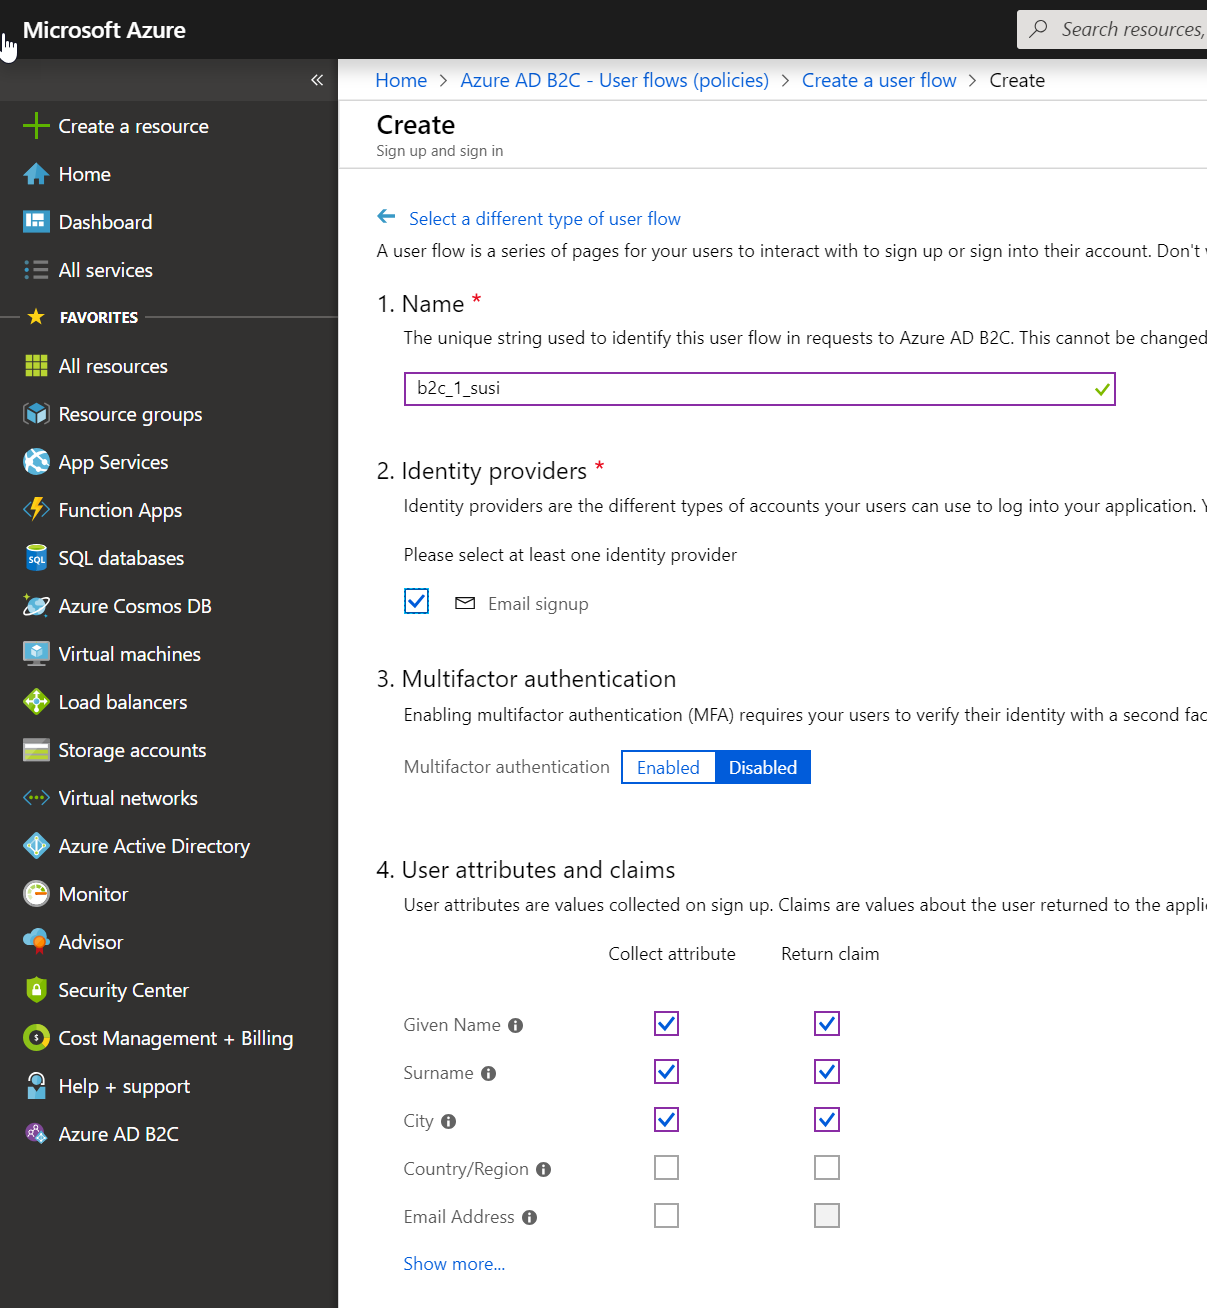 Microsoft Azure
Search resources,
«
Home > Azure AD B2C - User flows (policies) > Create a user flow > Create
Create
Sign up and sign in
Create a resource
Home
Dashboard
All services
FAVORITES
All resources
Resource groups
App Services
Function Apps
SQL
SQL databases
Azure Cosmos DB
Virtual machines
Load balancers
Storage accounts
Virtual networks
Azure Active Directory
Monitor
Advisor
Security Center
$
Cost Management + Billing
Help + support
Azure AD B2C
Select a different type of user flow
A user flow is a series of pages for your users to interact with to sign up or sign into their account. Don't
1. Name *
The unique string used to identify this user flow in requests to Azure AD B2C. This cannot be changed
b2c_1_susi
2. Identity providers *
Identity providers are the different types of accounts your users can use to log into your application. Y
Please select at least one identity provider
Email signup
3. Multifactor authentication
Enabling multifactor authentication (MFA) requires your users to verify their identity with a second fac
Multifactor authentication Enabled Disabled
4. User attributes and claims
User attributes are values collected on sign up. Claims are values about the user returned to the appli
Collect attribute Return claim
Given Name
Surname
City
Country/Region
Email Address
Show more...